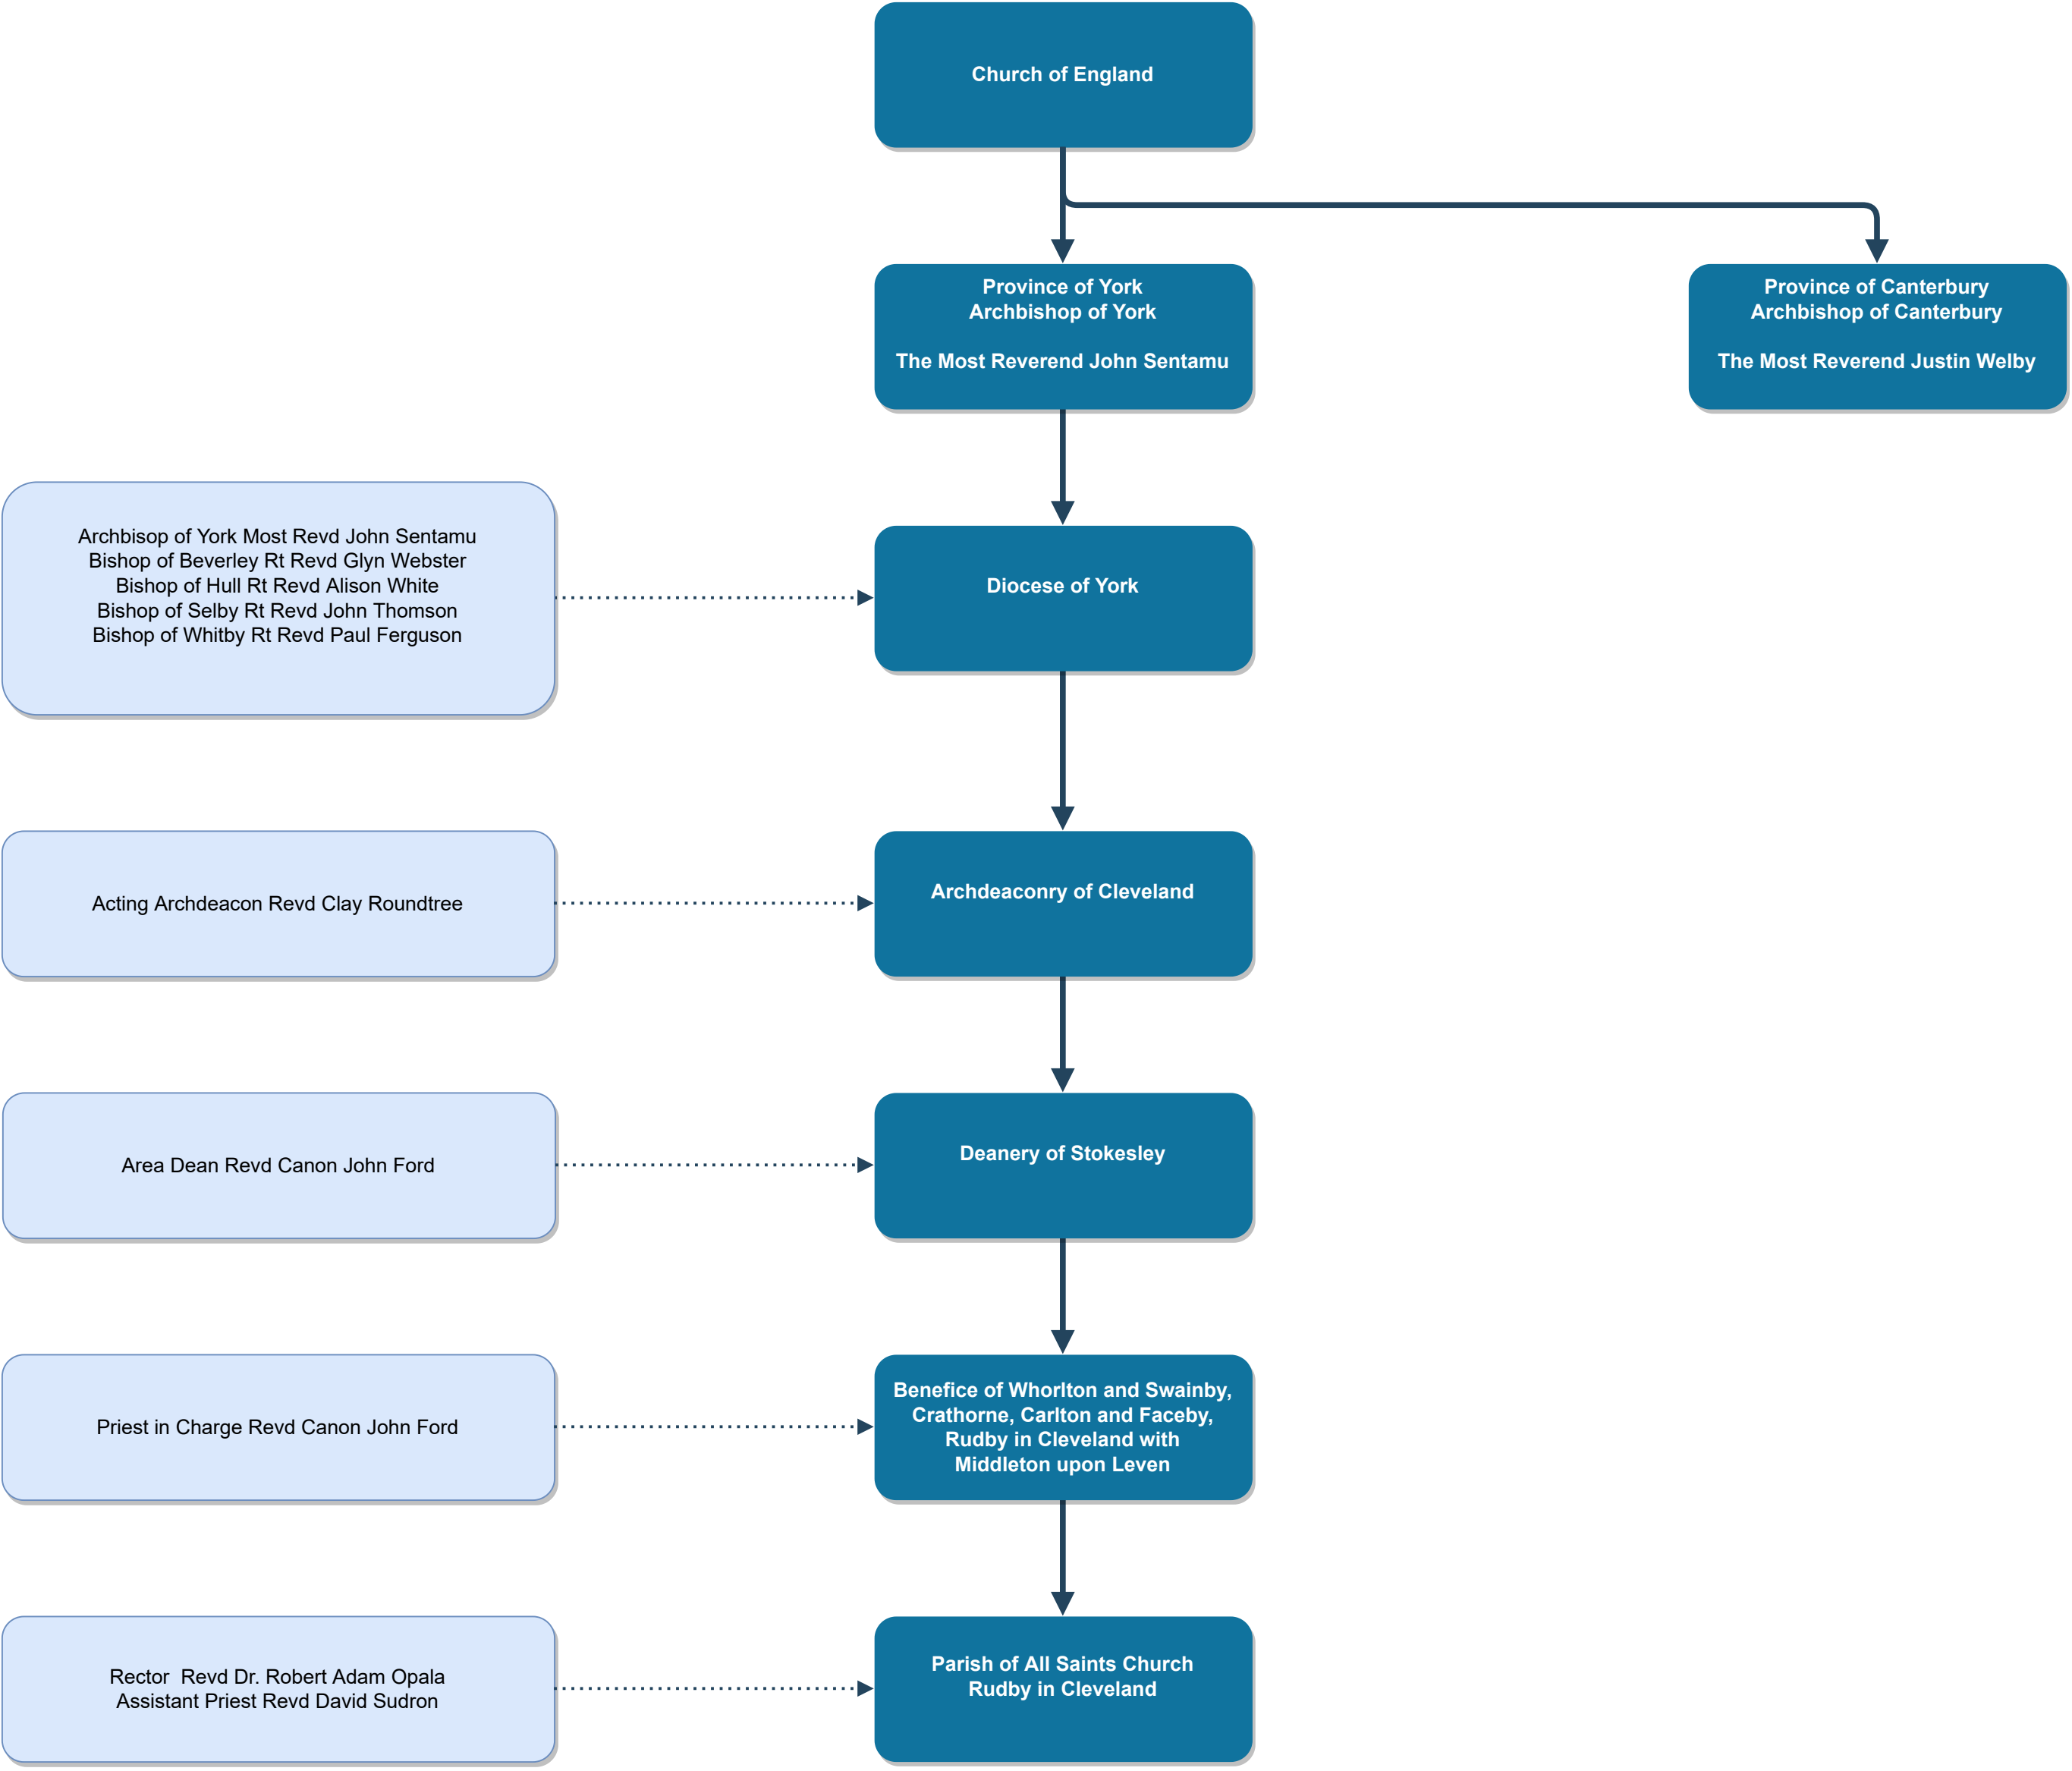 Church of England
Province of York
Archbishop of York
The Most Reverend John Sentamu
Province of Canterbury
Archbishop of Canterbury
The Most Reverend Justin Welby
Archbisop of York Most Revd John Sentamu
Bishop of Beverley Rt Revd Glyn Webster
Bishop of Hull Rt Revd Alison White
Bishop of Selby Rt Revd John Thomson
Bishop of Whitby Rt Revd Paul Ferguson
Diocese of York
Acting Archdeacon Revd Clay Roundtree
Archdeaconry of Cleveland
Area Dean Revd Canon John Ford
Deanery of Stokesley
Priest in Charge Revd Canon John Ford
Benefice of Whorlton and Swainby,
Crathorne, Carlton and Faceby,
Rudby in Cleveland with
Middleton upon Leven
Rector  Revd Dr. Robert Adam Opala
Assistant Priest Revd David Sudron
Parish of All Saints Church
Rudby in Cleveland